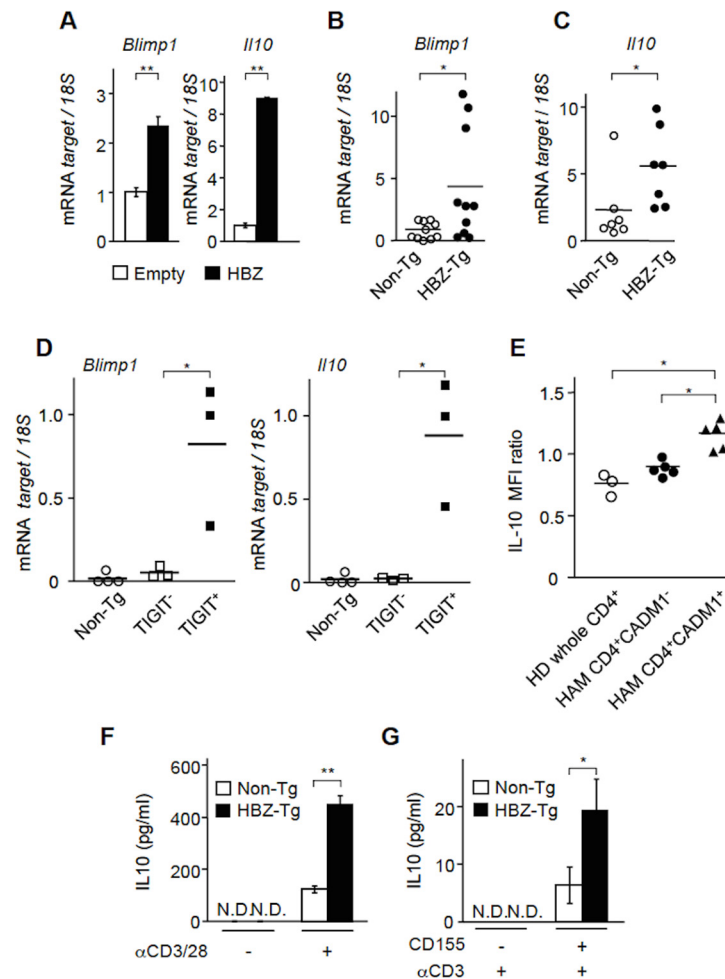 A
Blimp1
Il10
**
**
mRNA target / 18S
3
2
1
0
10
8
6
4
2
0
Empty
HBZ
B
Blimp1
*
mRNA target / 18S
10
5
0
Non-Tg
HBZ-Tg
C
Il10
*
mRNA target / 18S
10
5
0
Non-Tg
HBZ-Tg
D
Blimp1
*
mRNA target / 18S
1.0
0.5
0
Non-Tg
TIGIT-
TIGIT+
Il10
*
mRNA target / 18S
1.0
0.5
0
Non-Tg
TIGIT-
TIGIT+
E
*
*
IL-10 MFI ratio
1.5
1.0
0.5
0
HD whole CD4+
HAM CD4+CADM1-
HAM CD4+CADM1+
F
**
Non-Tg
HBZ-Tg
IL10 (pg/ml)
600
400
200
0
N.D.N.D.
αCD3/28 - +
G
*
Non-Tg
HBZ-Tg
IL10 (pg/ml)
20
10
0
N.D.N.D.
CD155 - +
αCD3 + +